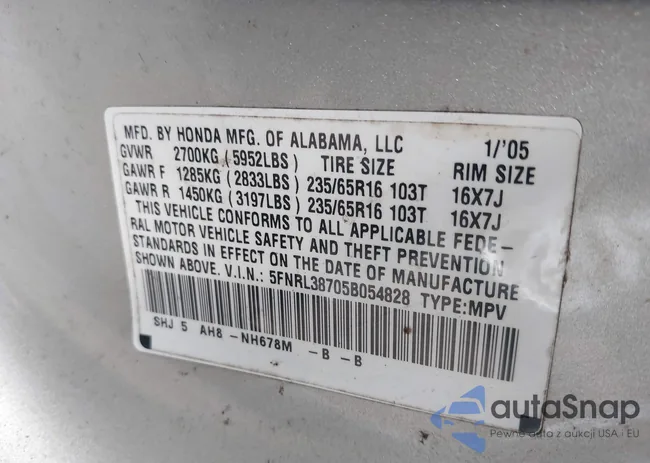 MFD. BY HONDA MFG. OF ALABAMA, LLC 1/'05
GVWR 2700KG (5952LBS) TIRE SIZE RIM SIZE
GAWR F 1285KG (2833LBS) 235/65R16 103T 16X7J
GAWR R 1450KG (3197LBS) 235/65R16 103T 16X7J
THIS VEHICLE CONFORMS TO ALL APPLICABLE FEDE-
RAL MOTOR VEHICLE SAFETY AND THEFT PREVENTION
STANDARDS IN EFFECT ON THE DATE OF MANUFACTURE
SHOWN ABOVE. V.I.N.: 5FNRL38705B054828 TYPE:MPV
SHJ 5 AH8 -NH678M -B -B
autaSnap
Pewne auta z aukcji USA i EU